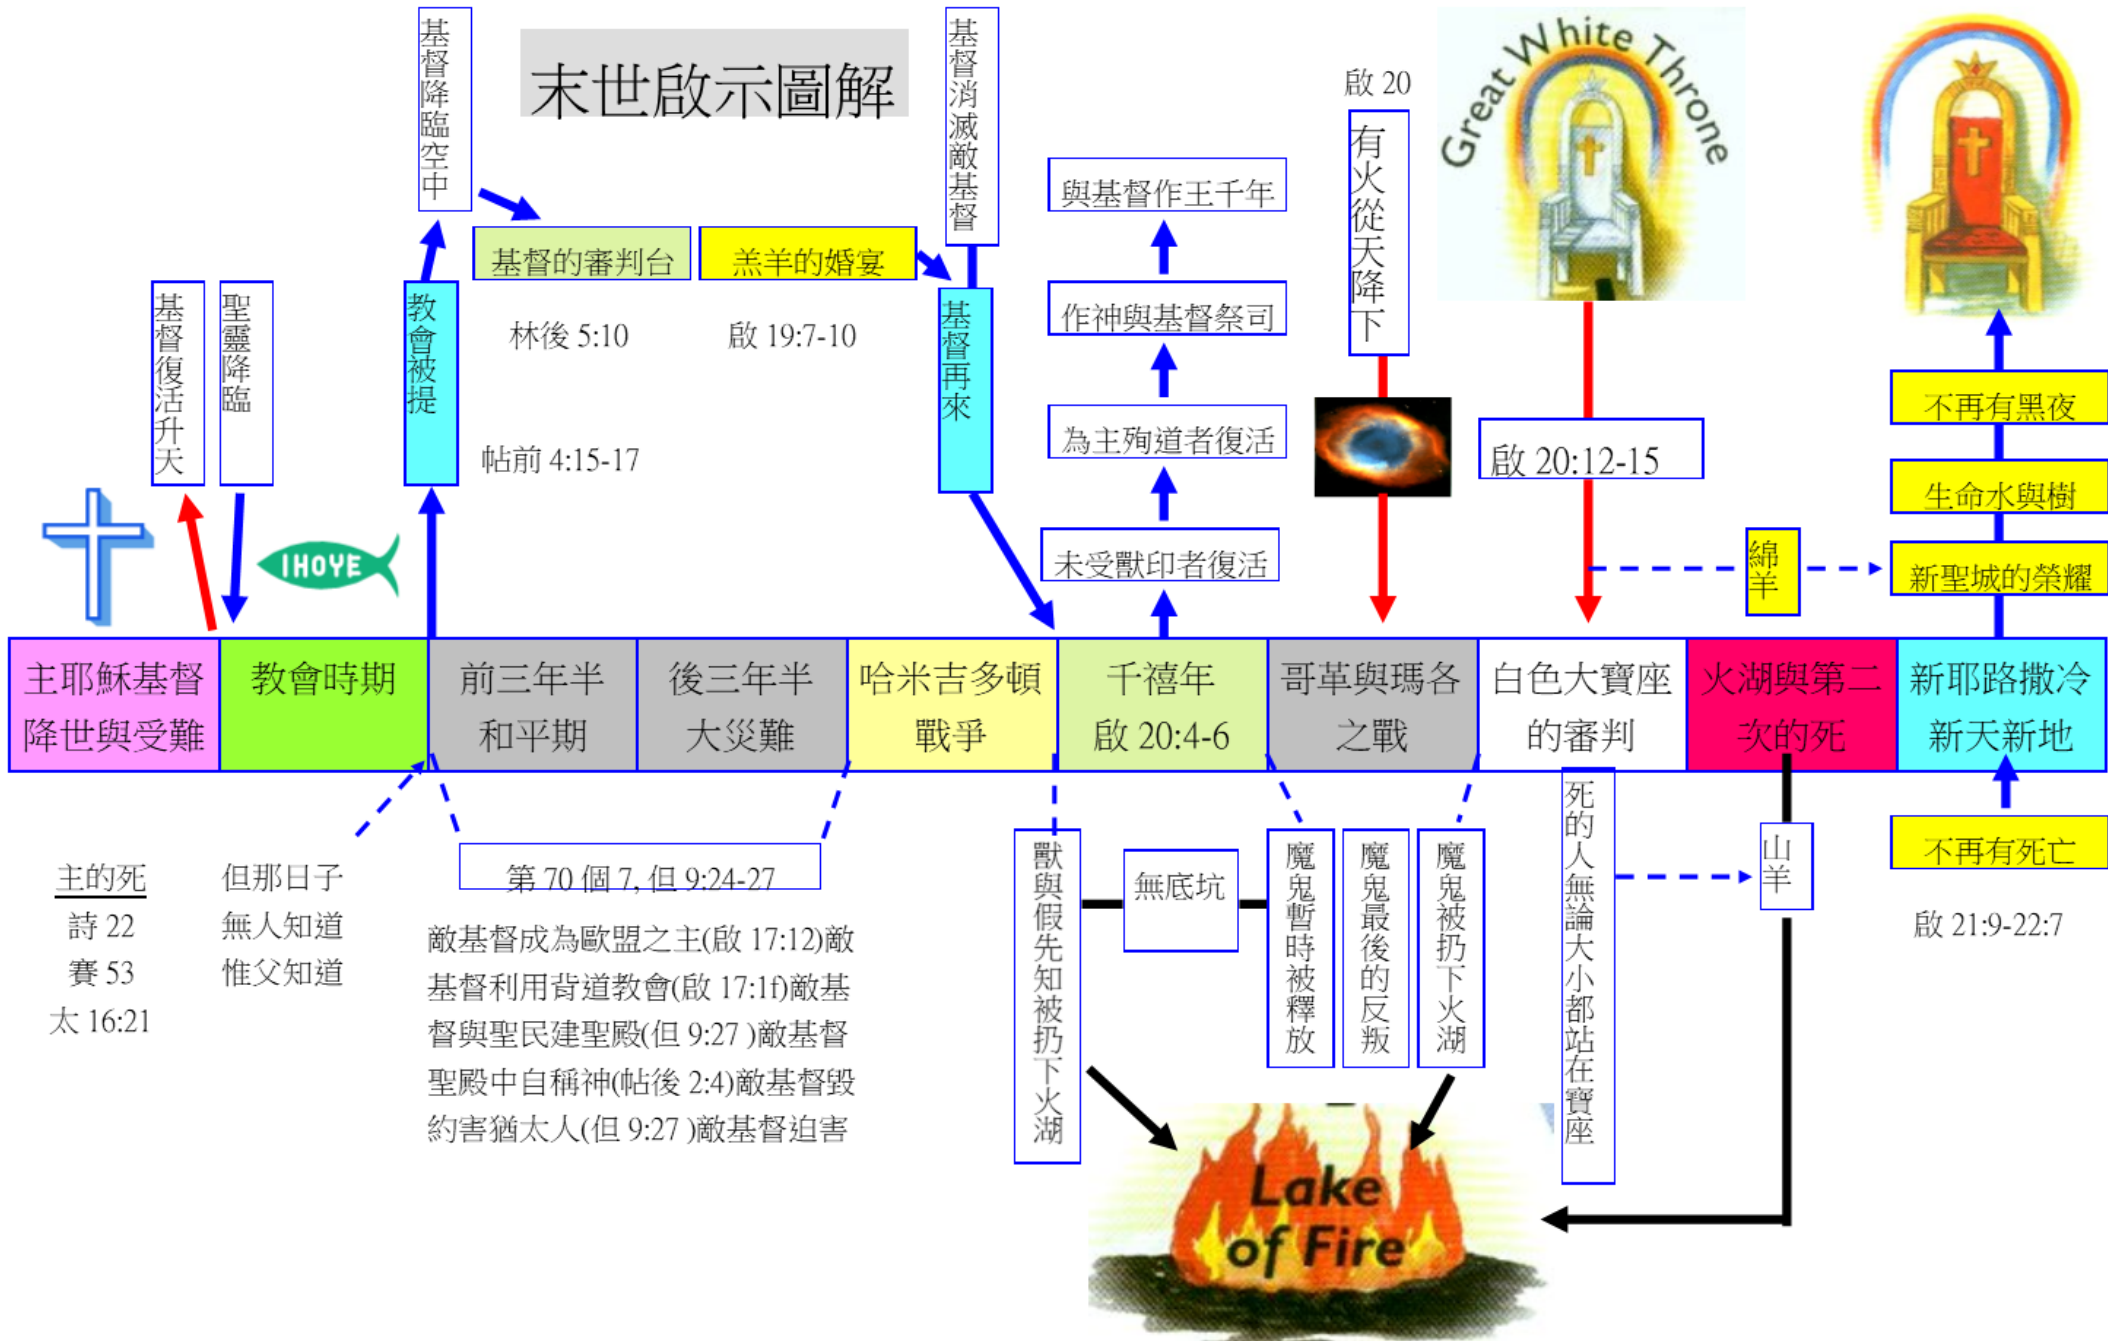 末世啟示圖解
基督降臨空中
基督消滅敵基督
啟 20
有火從天降下
Great White Throne
與基督作王千年
基督的審判台
羔羊的婚宴
基督復活升天
聖靈降臨
教會被提
林後 5:10
啟 19:7-10
基督再來
作神與基督祭司
不再有黑夜
為主殉道者復活
帖前 4:15-17
啟 20:12-15
生命水與樹
IHOYE
未受獸印者復活
綿羊
新聖城的榮耀
主耶穌基督
降世與受難
教會時期
前三年半
和平期
後三年半
大災難
哈米吉多頓
戰爭
千禧年
啟 20:4-6
哥革與瑪各
之戰
白色大寶座
的審判
火湖與第二
次的死
新耶路撒冷
新天新地
主的死
詩 22
賽 53
太 16:21
但那日子
無人知道
惟父知道
第 70 個 7, 但 9:24-27
敵基督成為歐盟之主(啟 17:12)敵
基督利用背道教會(啟 17:1f)敵基
督與聖民建聖殿(但 9:27 )敵基督
聖殿中自稱神(帖後 2:4)敵基督毀
約害猶太人(但 9:27 )敵基督迫害
獸與假先知被扔下火湖
無底坑
魔鬼暫時被釋放
魔鬼最後的反叛
魔鬼被扔下火湖
死的人無論大小都站在寶座
山羊
不再有死亡
啟 21:9-22:7
Lake
of Fire